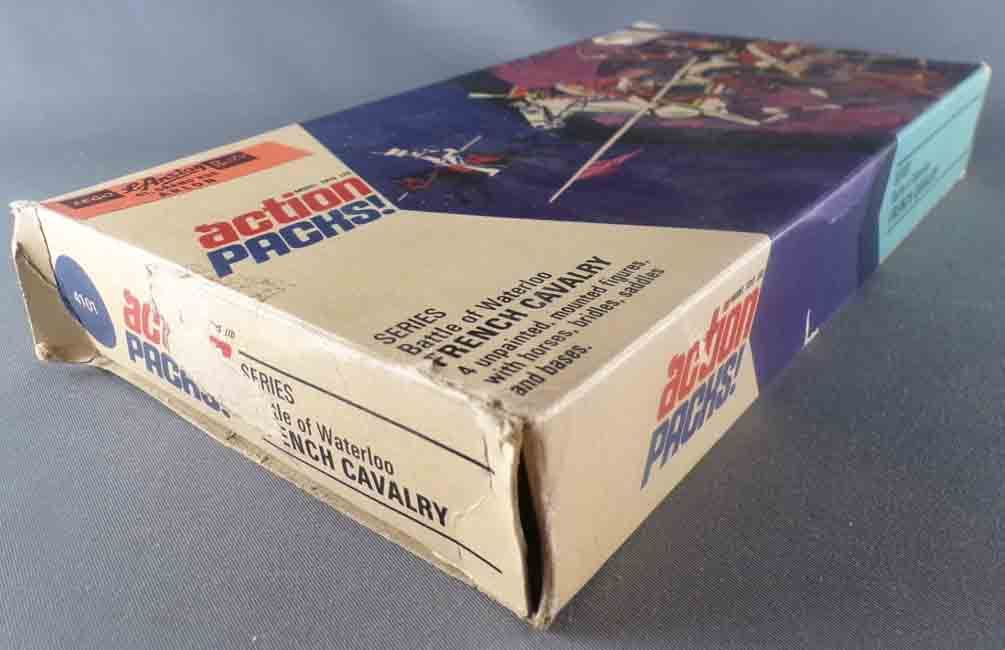 action
PACKS!
SERIES
Battle of Waterloo
FRENCH CAVALRY
4 unpainted, mounted figures,
with horses, bridles, saddles
and bases.
4101
act
PACKS!
SERIES
tle of Waterloo
ENCH CAVALRY
action
PACKS!